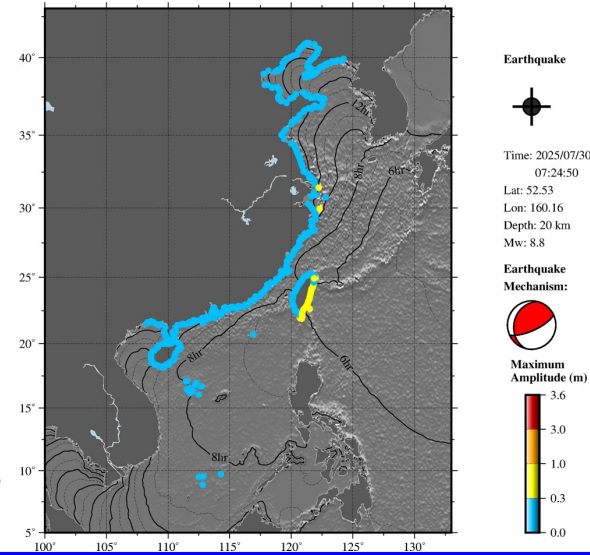 40°
35°
30°
25°
20°
15°
10°
5°
100°
105°
110°
115°
120°
125°
130°
12hr
8hr
6hr
8hr
6hr
8hr
Earthquake
Time: 2025/07/30
07:24:50
Lat: 52.53
Lon: 160.16
Depth: 20 km
Mw: 8.8
Earthquake
Mechanism:
Maximum
Amplitude (m)
3.6
3.0
1.0
0.3
0.0